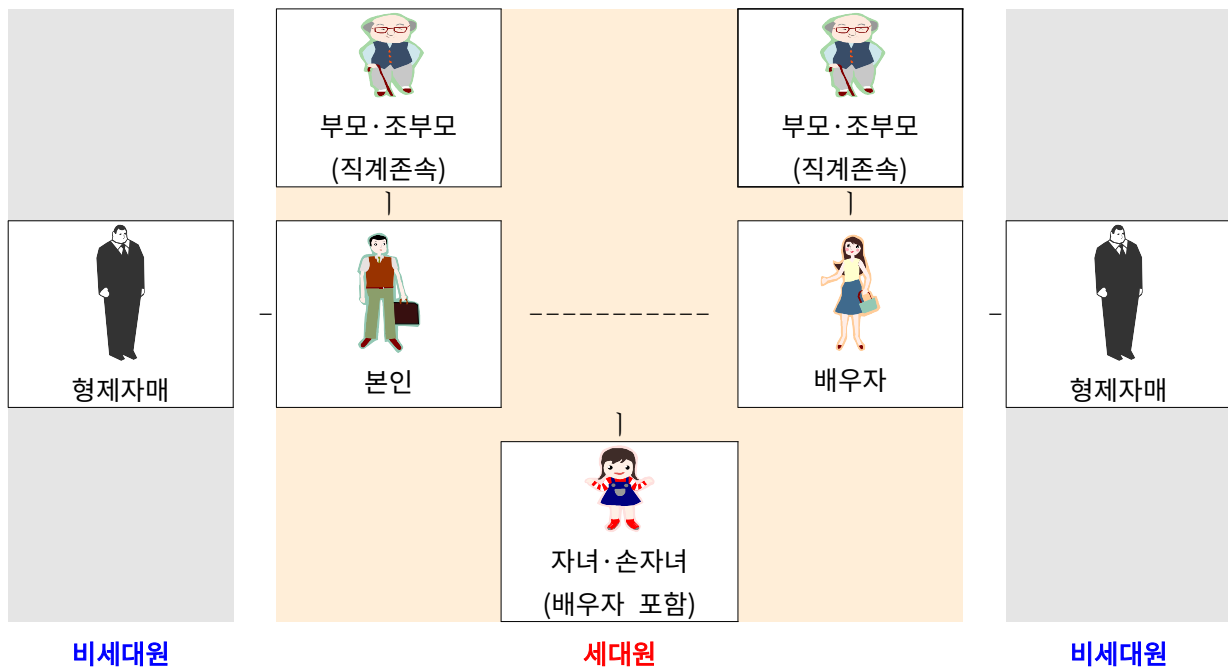 부모·조부모
(직계존속)
부모·조부모
(직계존속)
형제자매
본인
배우자
형제자매
자녀·손자녀
(배우자 포함)
비세대원
세대원
비세대원